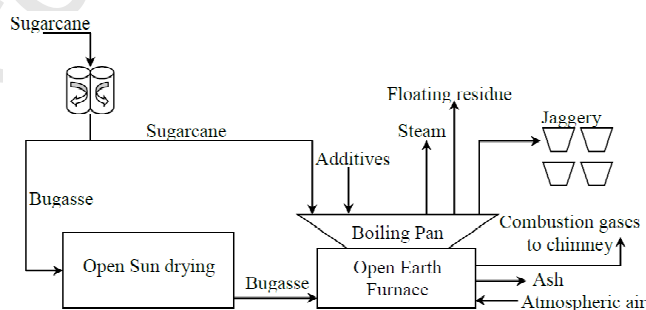 Sugarcane
Floating residue
Jaggery
Sugarcane
Steam
Additives
Bugasse
Combustion gases
to chimney
Boiling Pan
Open Sun drying
Open Earth
Furnace
Bugasse
Ash
Atmospheric air